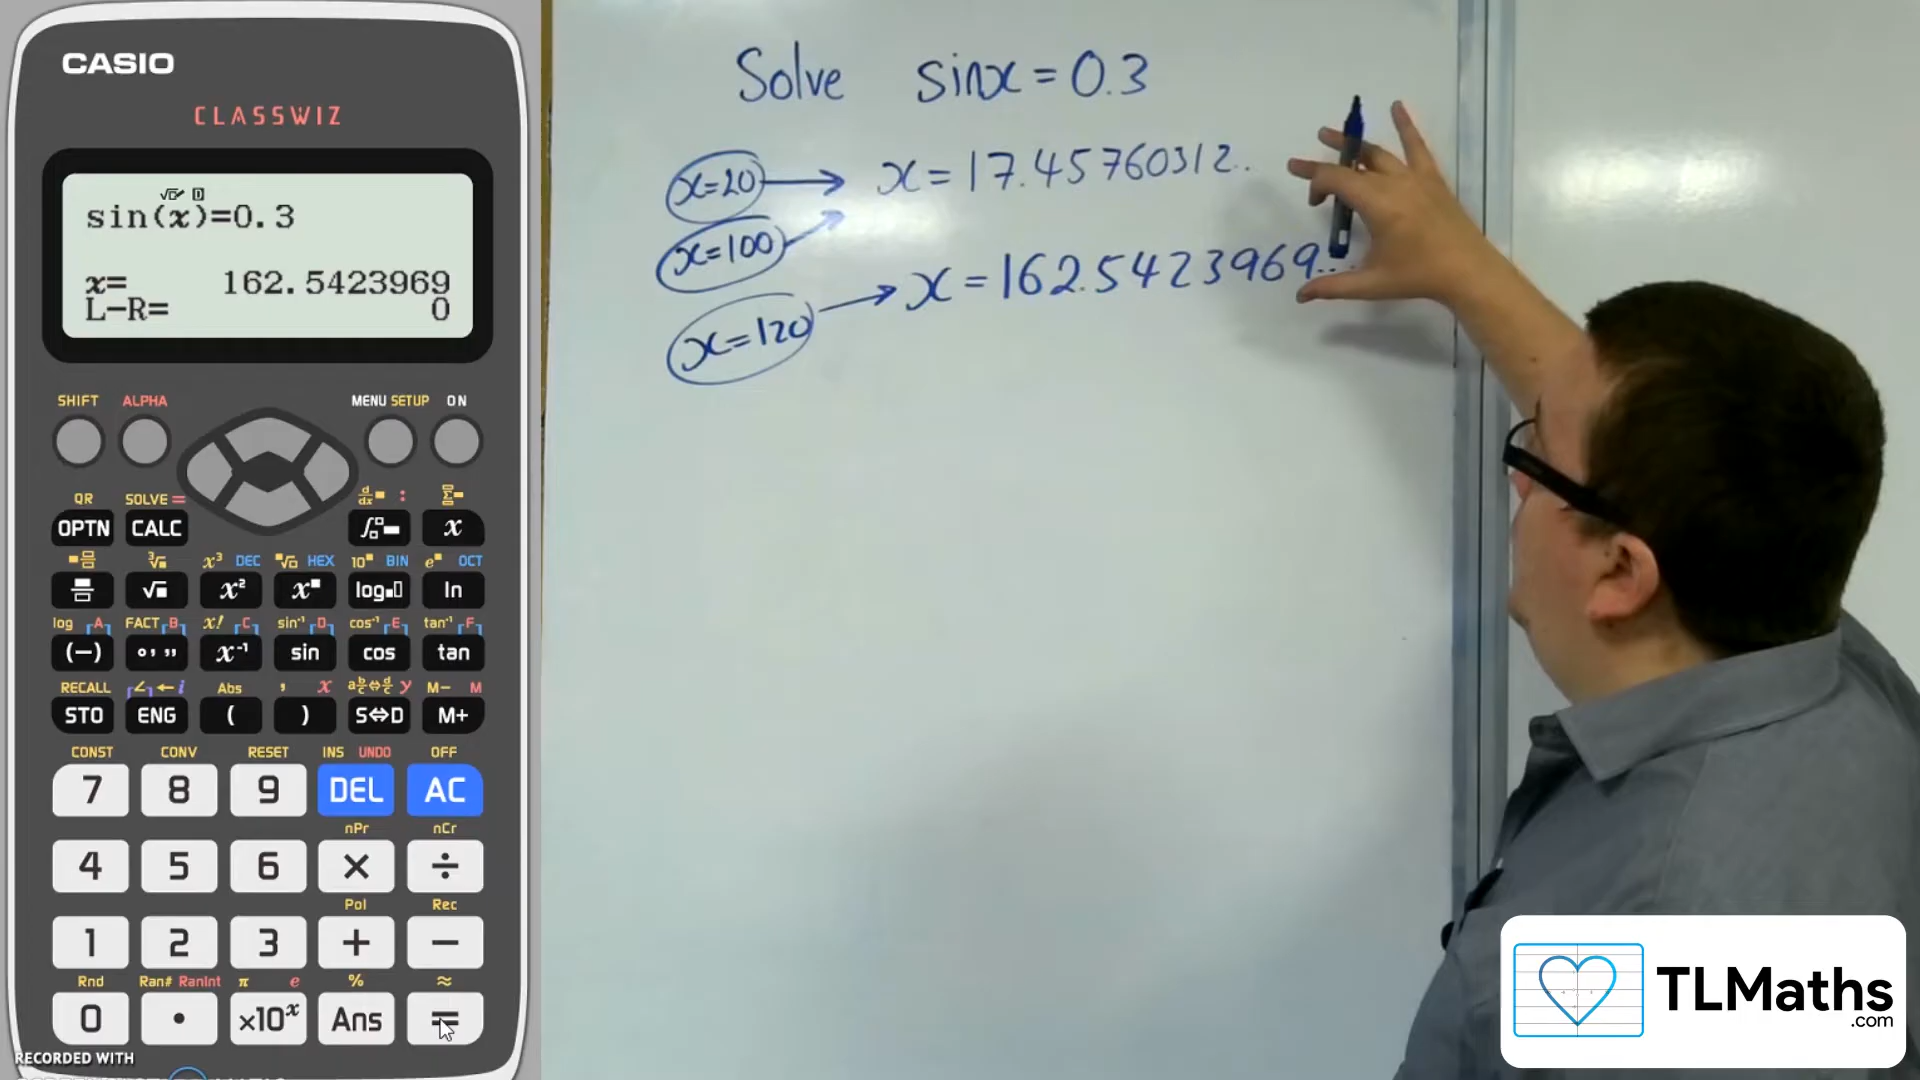 CASIO
CLASSWIZ
√ D
sin(x)=0.3
x= 162.5423969
L−R= 0
SHIFT ALPHA MENU SETUP ON
QR SOLVE = d/dx : Σ
OPTN CALC ∫ x
x³ DEC HEX 10 BIN e OCT
x² log ln
log A FACT B x! C sin⁻¹ D cos⁻¹ E tan⁻¹ F
(−) ° ’ ” x⁻¹ sin cos tan
RECALL ∠ ← i Abs , x a b/c⇔d/c y M− M
STO ENG ( ) S⇔D M+
CONST CONV RESET INS UNDO OFF
7 8 9 DEL AC
nPr nCr
4 5 6 × ÷
Pol Rec
1 2 3 + −
Rnd Ran# RanInt π e % ≈
0 • ×10ˣ Ans =
RECORDED WITH
Solve sinx = 0.3
x=20 → x = 17.45760312..
x=100
x=120 → x = 162.5423969...
TLMaths
.com